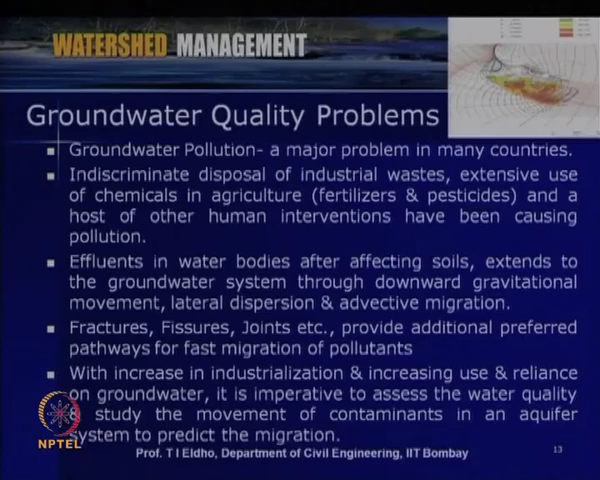 WATERSHED MANAGEMENT
Groundwater Quality Problems
Groundwater Pollution- a major problem in many countries.
Indiscriminate disposal of industrial wastes, extensive use
of chemicals in agriculture (fertilizers & pesticides) and a
host of other human interventions have been causing
pollution.
Effluents in water bodies after affecting soils, extends to
the groundwater system through downward gravitational
movement, lateral dispersion & advective migration.
Fractures, Fissures, Joints etc., provide additional preferred
pathways for fast migration of pollutants
With increase in industrialization & increasing use & reliance
on groundwater, it is imperative to assess the water quality
& study the movement of contaminants in an aquifer
system to predict the migration.
NPTEL
Prof. T I Eldho, Department of Civil Engineering, IIT Bombay
13